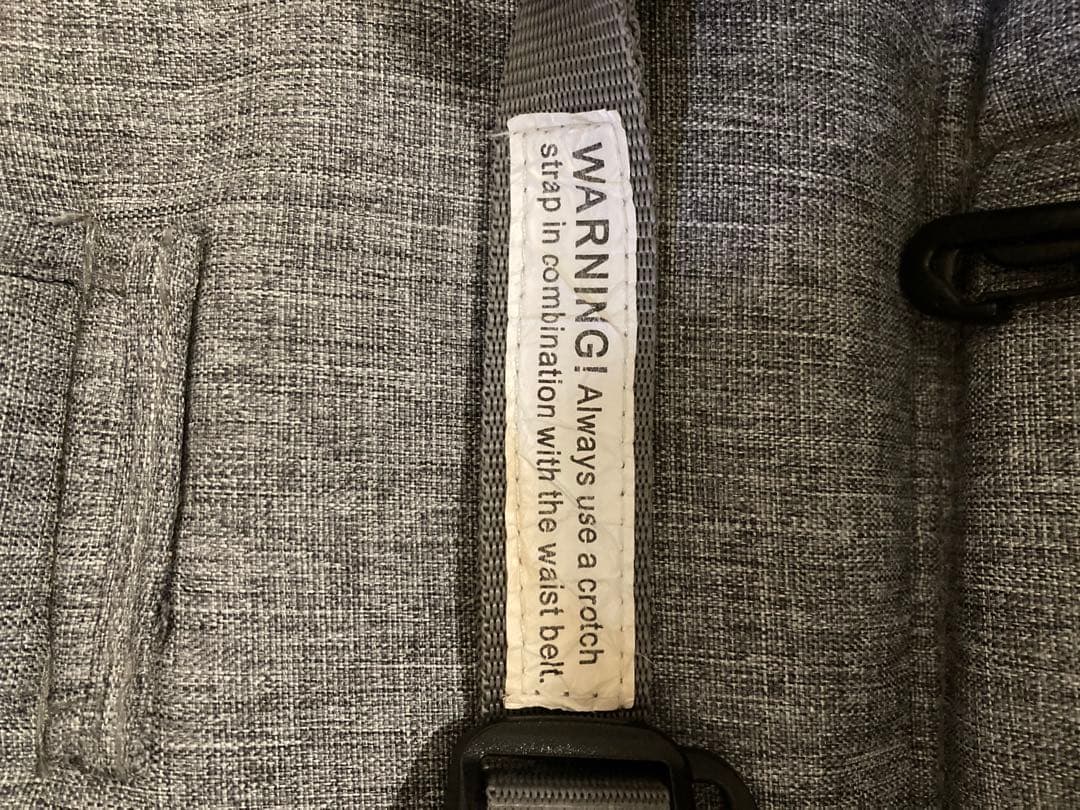 WARNING! Always use a crotch
strap in combination with the waist belt.